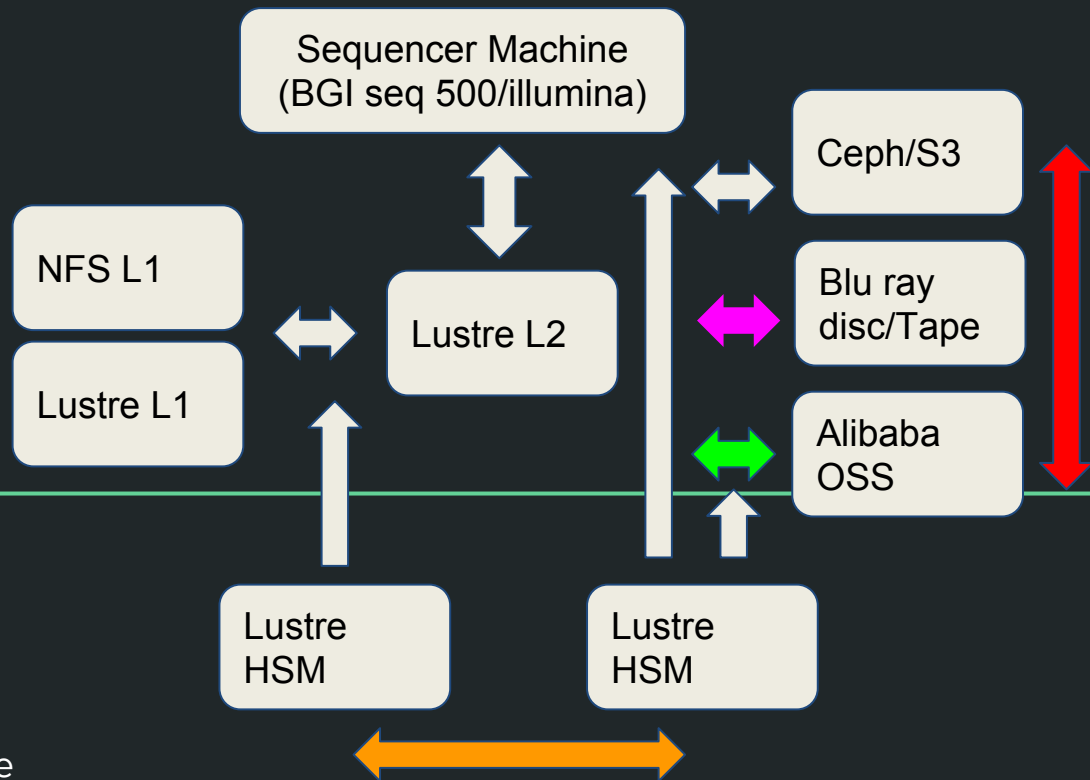 Sequencer Machine
(BGI seq 500/illumina)
Ceph/S3
NFS L1
Blu ray
disc/Tape
Lustre L2
Lustre L1
Alibaba
OSS
Lustre
HSM
Lustre
HSM
e